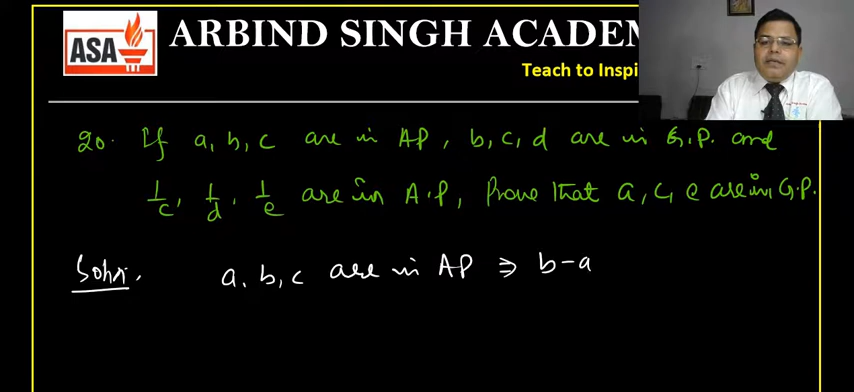 ASA
ARBIND SINGH ACADEM
Teach to Inspi
20. If a, b, c are in AP, b, c, d are in G.P. and
1/c, 1/d, 1/e are in A.P, Prove that a, c, e are in G.P.
Soln. a, b, c are in AP ⇒ b-a